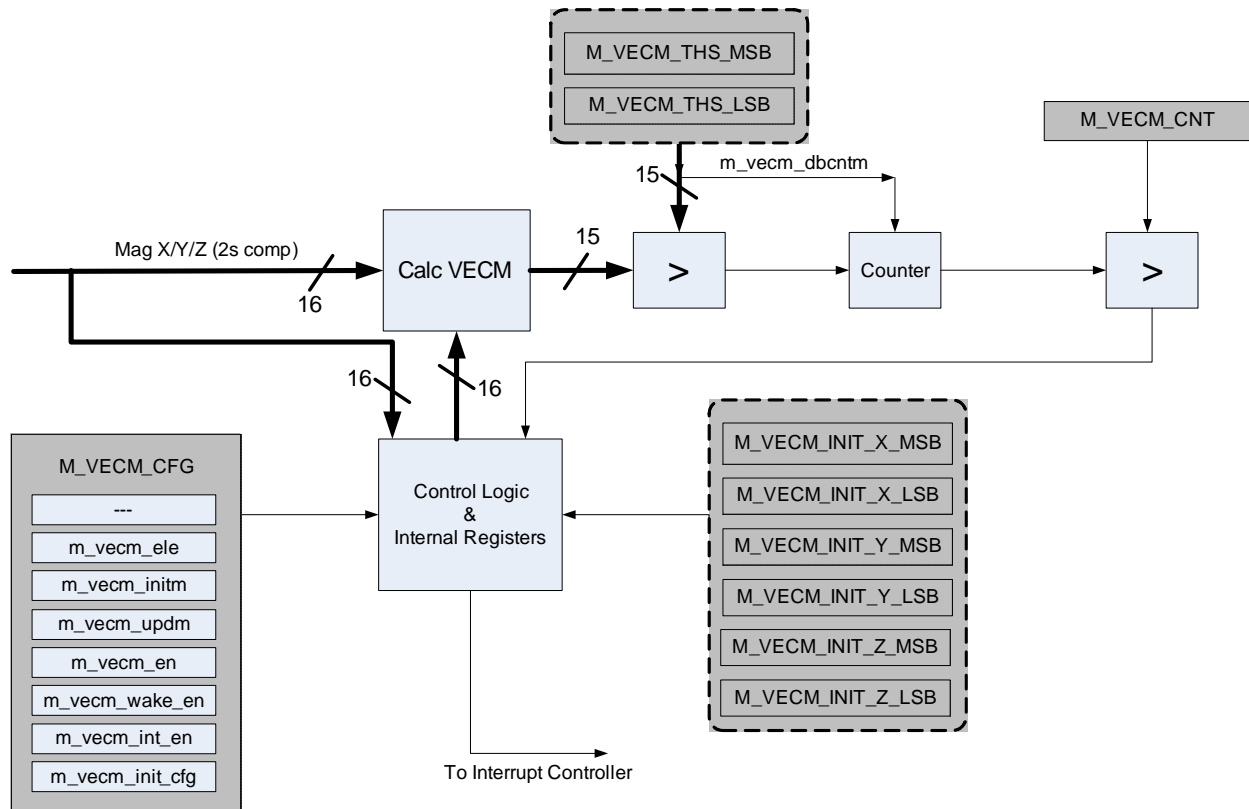 M_VECM_THS_MSB
M_VECM_THS_LSB
M_VECM_CNT
m_vecm_dbcntm
15
Mag X/Y/Z (2s comp)
16
Calc VECM
15
>
Counter
>
16
16
M_VECM_CFG
---
m_vecm_ele
m_vecm_initm
m_vecm_updm
m_vecm_en
m_vecm_wake_en
m_vecm_int_en
m_vecm_init_cfg
Control Logic
&
Internal Registers
M_VECM_INIT_X_MSB
M_VECM_INIT_X_LSB
M_VECM_INIT_Y_MSB
M_VECM_INIT_Y_LSB
M_VECM_INIT_Z_MSB
M_VECM_INIT_Z_LSB
To Interrupt Controller